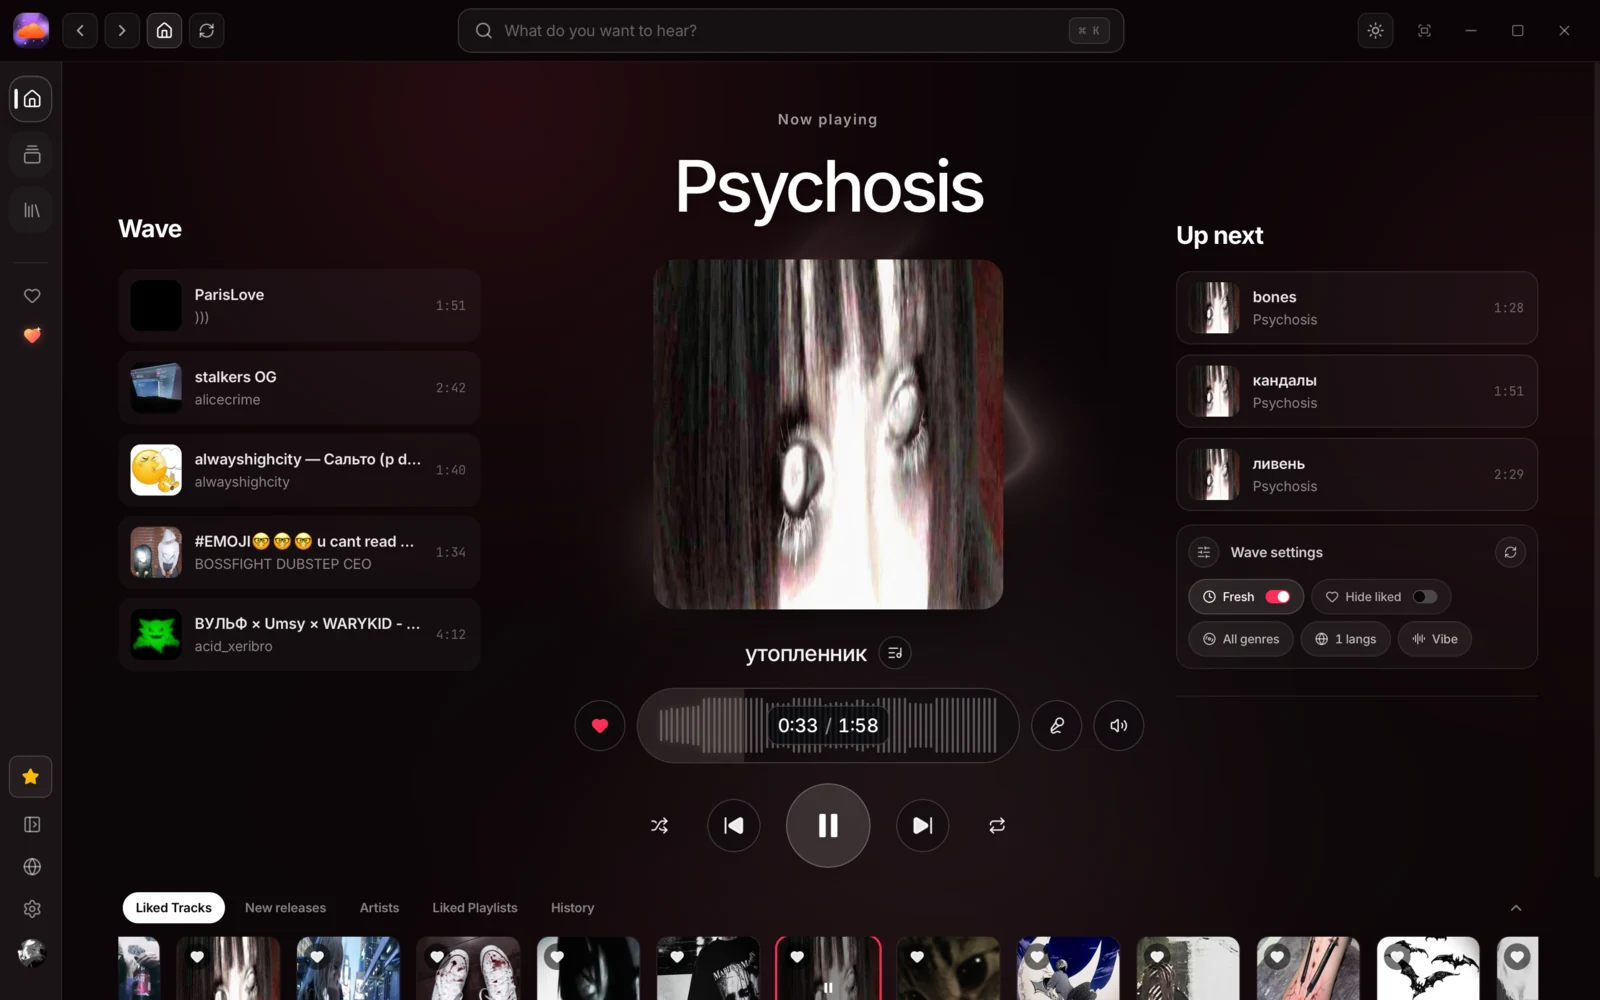 What do you want to hear?
⌘ K
Now playing
Psychosis
Wave
ParisLove
)))
1:51
stalkers OG
alicecrime
2:42
alwayshighcity — Сальто (p d...
alwayshighcity
1:40
#EMOJI🤓🤓🤓 u cant read ...
BOSSFIGHT DUBSTEP CEO
1:34
ВУЛЬФ × Umsy × WARYKID - ...
acid_xeribro
4:12
утопленник
0:33 / 1:58
Up next
bones
Psychosis
1:28
кандалы
Psychosis
1:51
ливень
Psychosis
2:29
Wave settings
Fresh
Hide liked
All genres
1 langs
Vibe
Liked Tracks
New releases
Artists
Liked Playlists
History